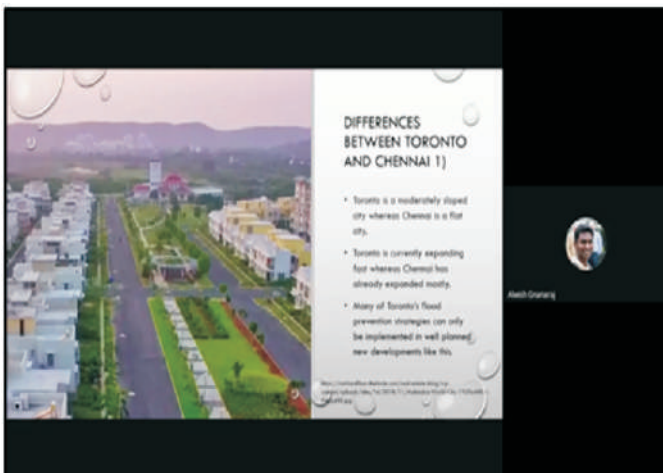 DIFFERENCES
BETWEEN TORONTO
AND CHENNAI 1)
• Toronto is a moderately sloped
city whereas Chennai is a flat
city.
• Toronto is currently expanding
fast whereas Chennai has
already expanded mostly.
• Many of Toronto's flood
prevention strategies can only
be implemented in well planned
new developments like this.
Akash